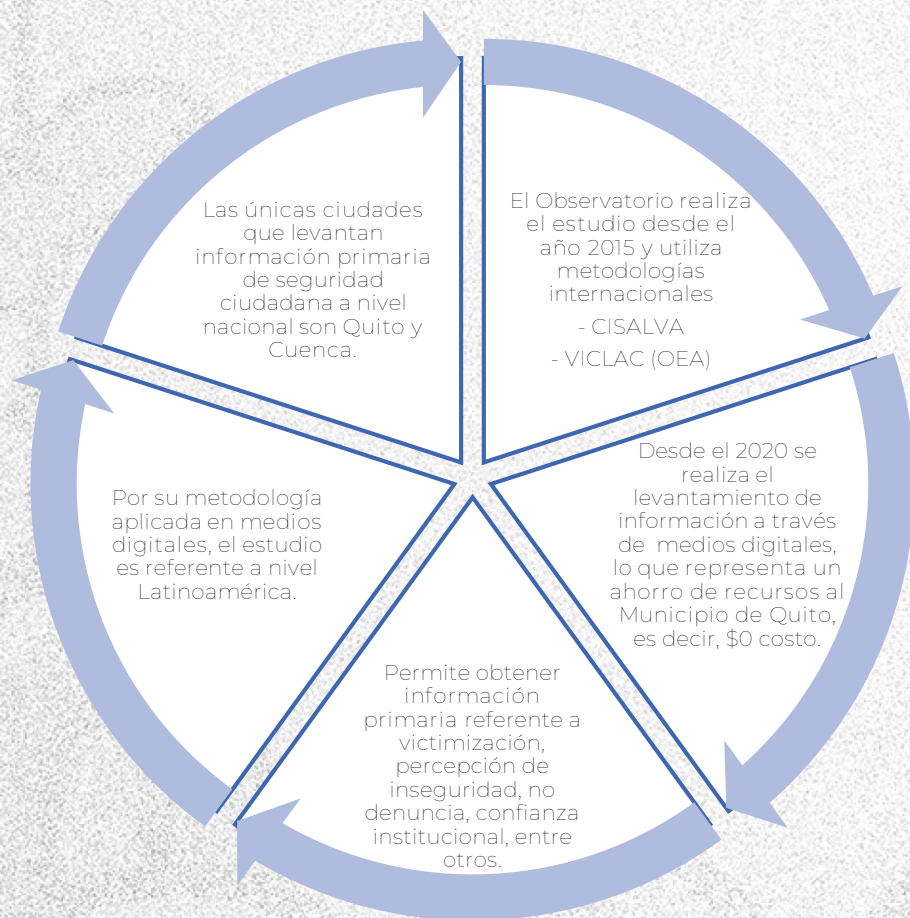 El Observatorio realiza
el estudio desde el
año 2015 y utiliza
metodologías
internacionales
- CISALVA
- VICLAC (OEA)
Desde el 2020 se
realiza el
levantamiento de
información a través
de medios digitales,
lo que representa un
ahorro de recursos al
Municipio de Quito,
es decir, $0 costo.
Permite obtener
información
primaria referente a
victimización,
percepción de
inseguridad, no
denuncia, confianza
institucional, entre
otros.
Por su metodología
aplicada en medios
digitales, el estudio
es referente a nivel
Latinoamérica.
Las únicas ciudades
que levantan
información primaria
de seguridad
ciudadana a nivel
nacional son Quito y
Cuenca.